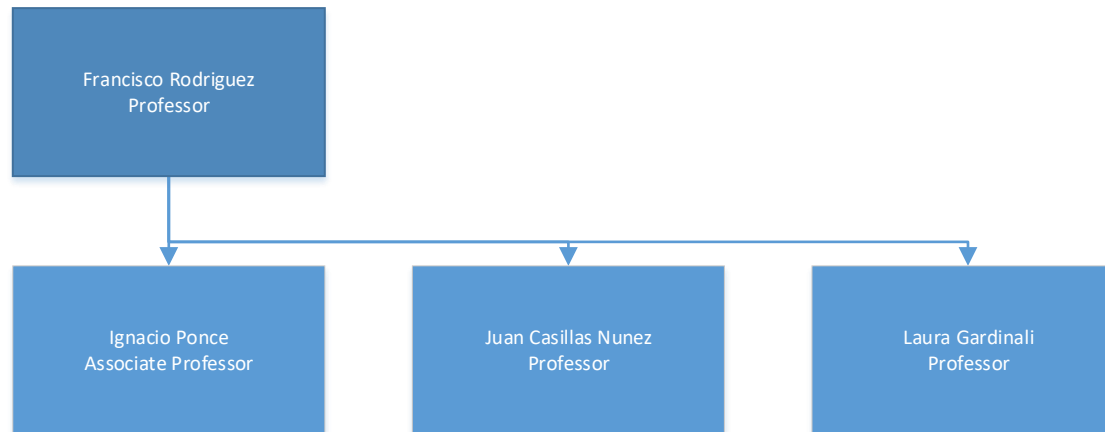 Francisco Rodriguez
Professor
Ignacio Ponce
Associate Professor
Juan Casillas Nunez
Professor
Laura Gardinali
Professor